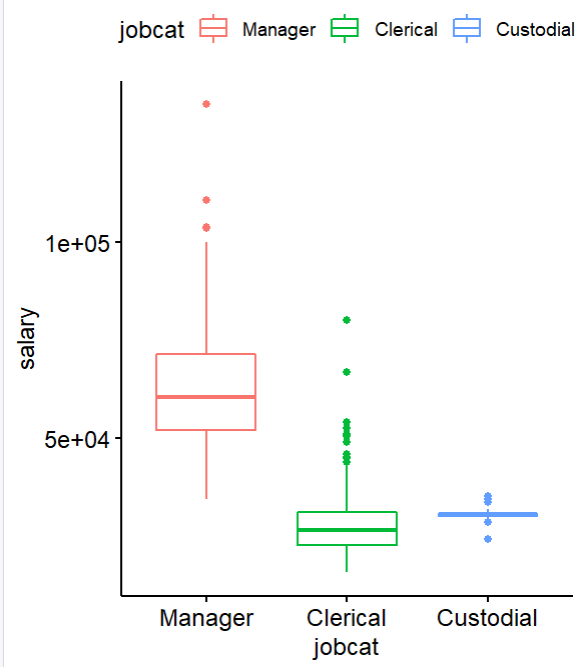 jobcat Manager Clerical Custodial
1e+05
salary
5e+04
Manager Clerical Custodial
jobcat